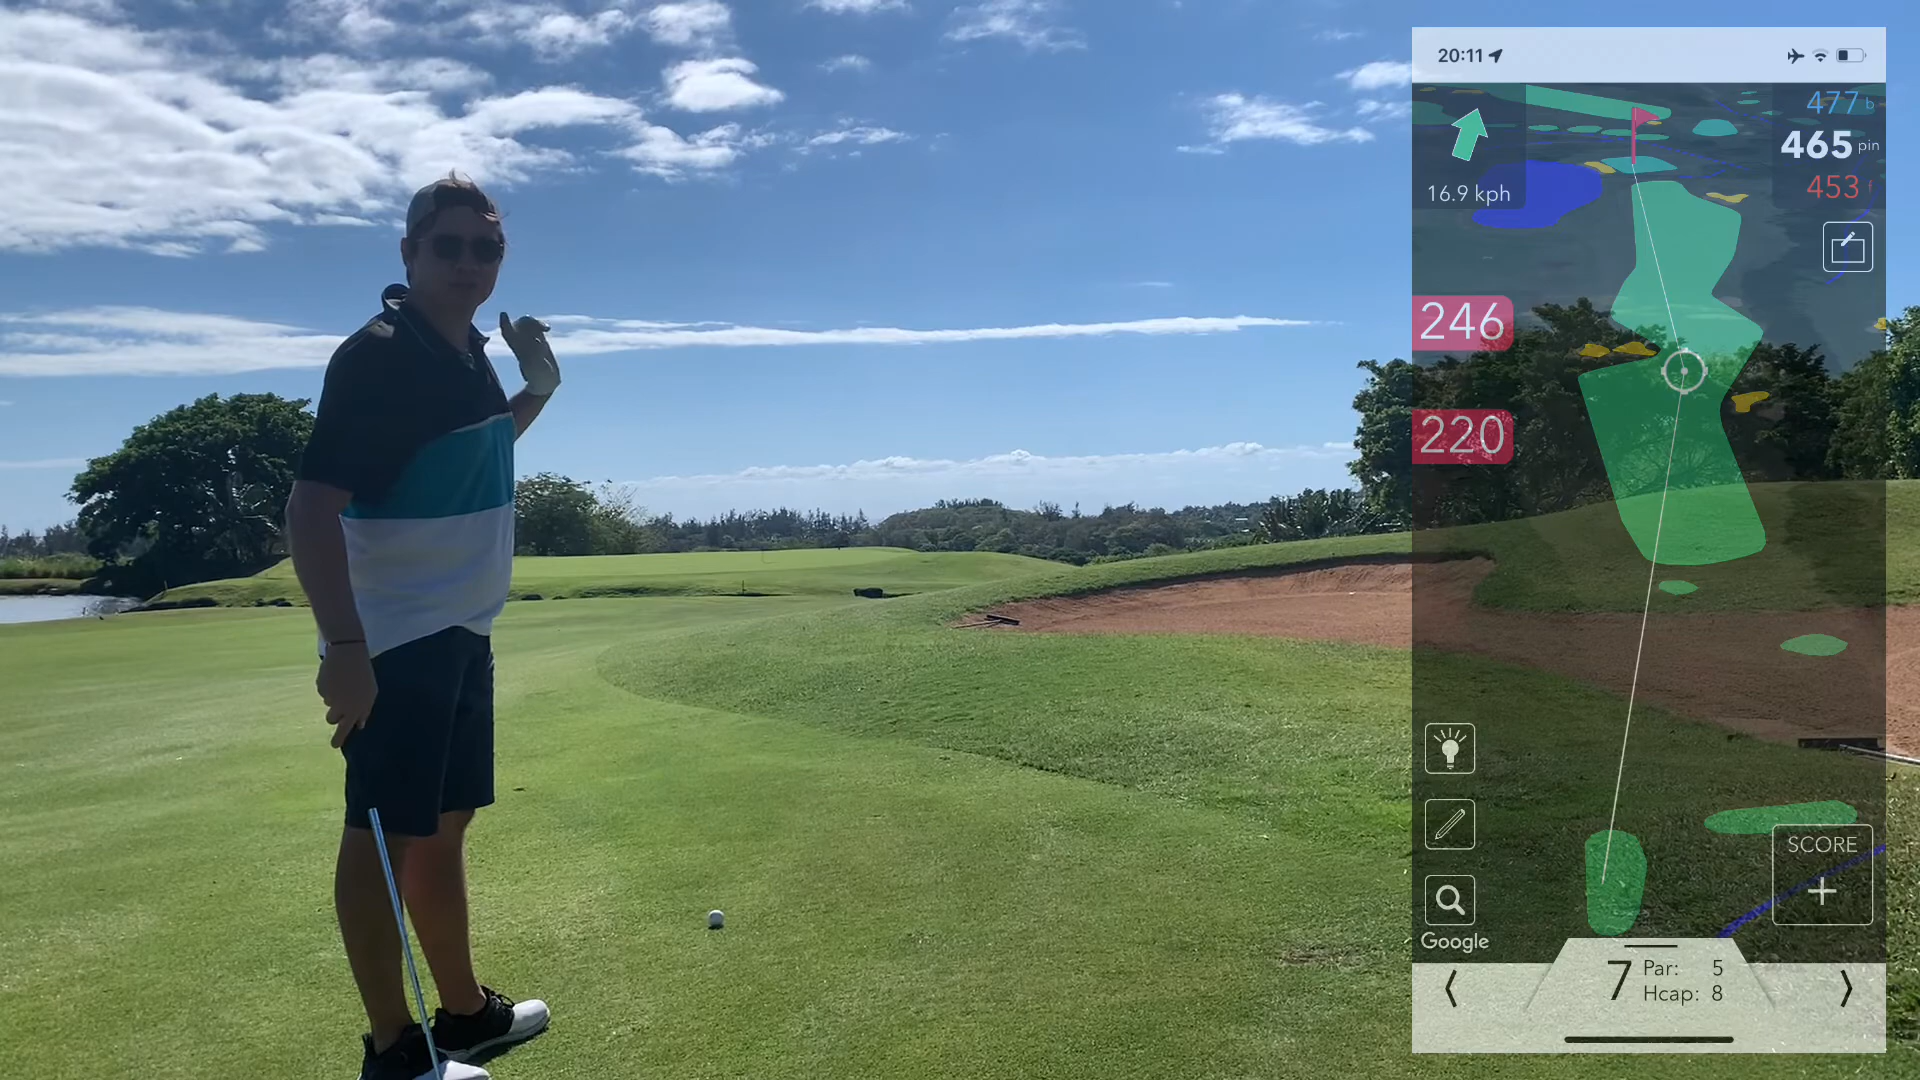 20:11
477 b
465 pin
453 f
16.9 kph
246
220
SCORE
+
Google
7
Par: 5
Hcap: 8